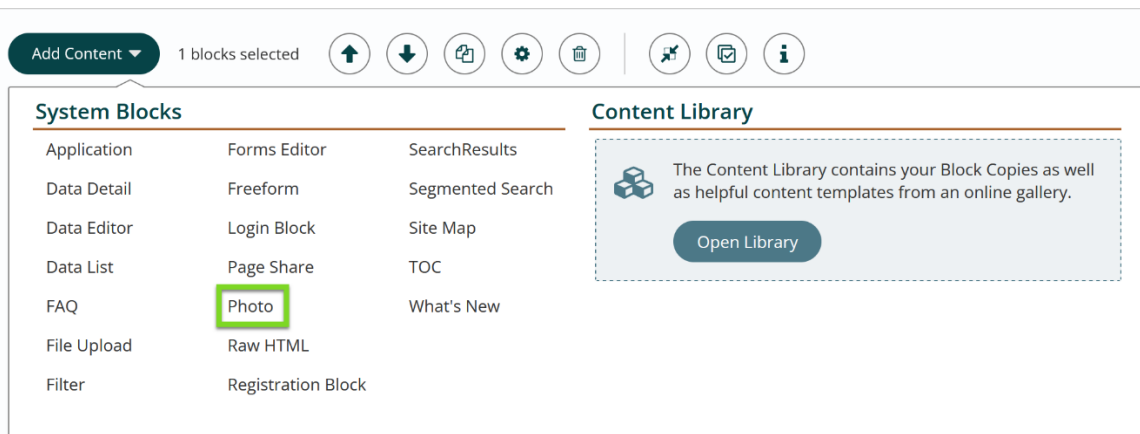 Add Content
1 blocks selected
System Blocks
Application
Data Detail
Data Editor
Data List
FAQ
File Upload
Filter
Forms Editor
Freeform
Login Block
Page Share
Photo
Raw HTML
Registration Block
SearchResults
Segmented Search
Site Map
TOC
What's New
Content Library
The Content Library contains your Block Copies as well
as helpful content templates from an online gallery.
Open Library